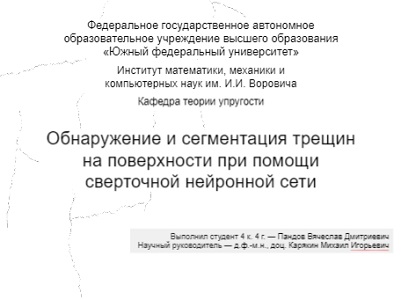 Федеральное государственное автономное
образовательное учреждение высшего образования
«Южный федеральный университет»
Институт математики, механики и
компьютерных наук им. И.И. Воровича
Кафедра теории упругости
Обнаружение и сегментация трещин
на поверхности при помощи
сверточной нейронной сети
Выполнил студент 4 к. 4 г. — Пандов Вячеслав Дмитриевич
Научный руководитель — д.ф.-м.н., доц. Карякин Михаил Игорьевич